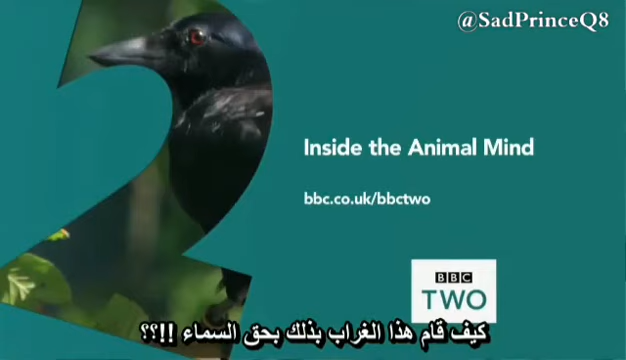 @SadPrinceQ8
Inside the Animal Mind
bbc.co.uk/bbctwo
BBC
TWO
كيف قام هذا الغراب بذلك بحق السماء !!؟؟